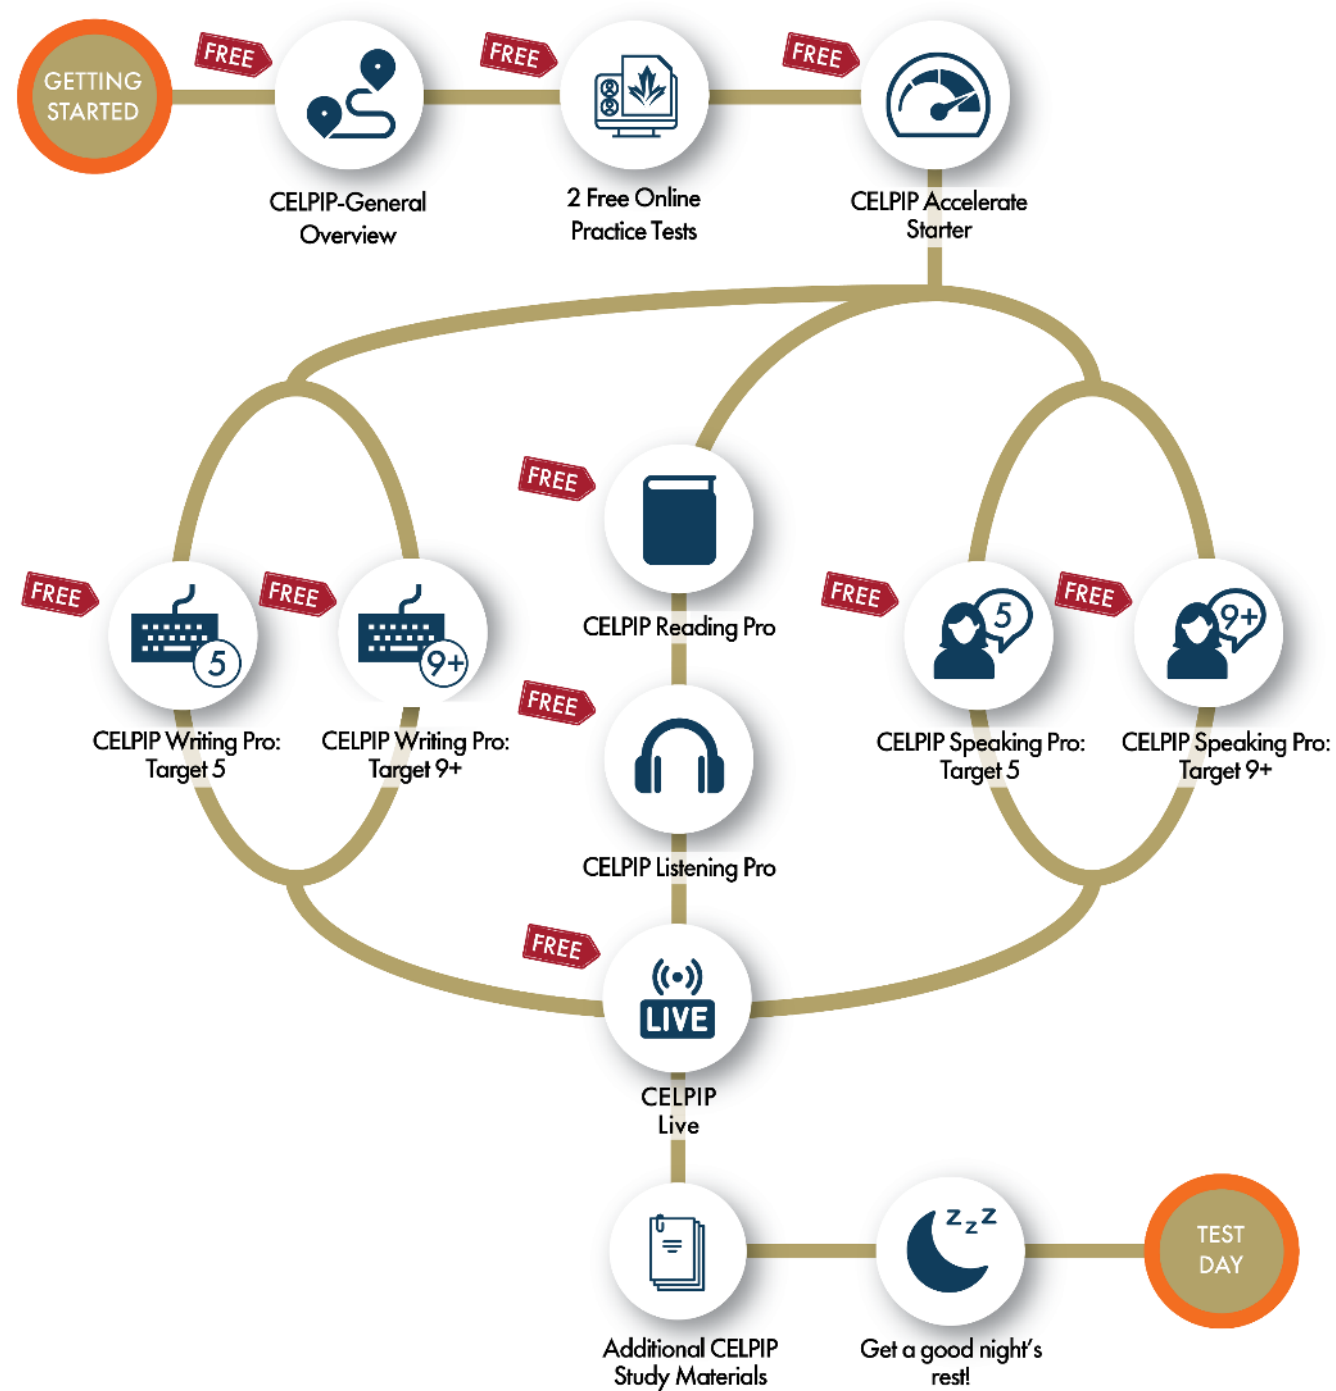 GETTING
STARTED
FREE
CELPIP-General
Overview
FREE
2 Free Online
Practice Tests
FREE
CELPIP Accelerate
Starter
FREE
5
CELPIP Writing Pro:
Target 5
FREE
9+
CELPIP Writing Pro:
Target 9+
FREE
CELPIP Reading Pro
FREE
CELPIP Listening Pro
FREE
5
CELPIP Speaking Pro:
Target 5
FREE
9+
CELPIP Speaking Pro:
Target 9+
FREE
LIVE
CELPIP
Live
Additional CELPIP
Study Materials
z z z
Get a good night's
rest!
TEST
DAY